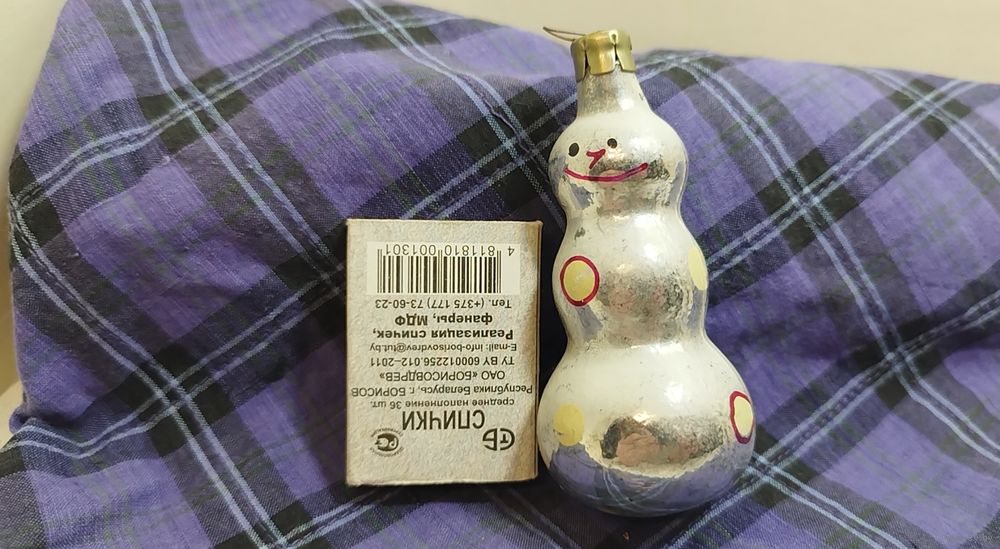 СПИЧКИ
среднее наполнение 36 шт.
Республика Беларусь, г. БОРИСОВ
ОАО «БОРИСОВДРЕВ»
ТУ BY 600012256.012–2011
E-mail: info-borisovdrev@tut.by
Реализация спичек,
фанеры, МДФ
Тел. (+375 177) 73-60-23
4 811810 001301